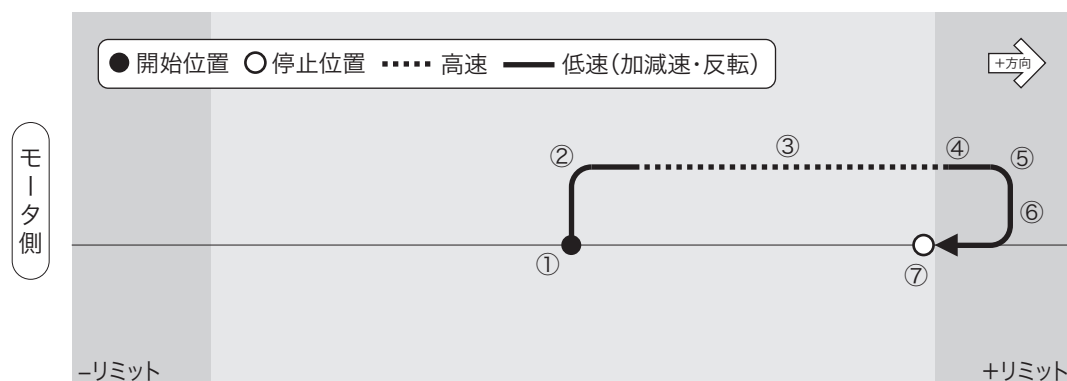 ●開始位置 ○停止位置 ……高速 ━━低速(加減速・反転)
+方向
モータ側
②
③
④
⑤
⑥
①
⑦
−リミット
+リミット